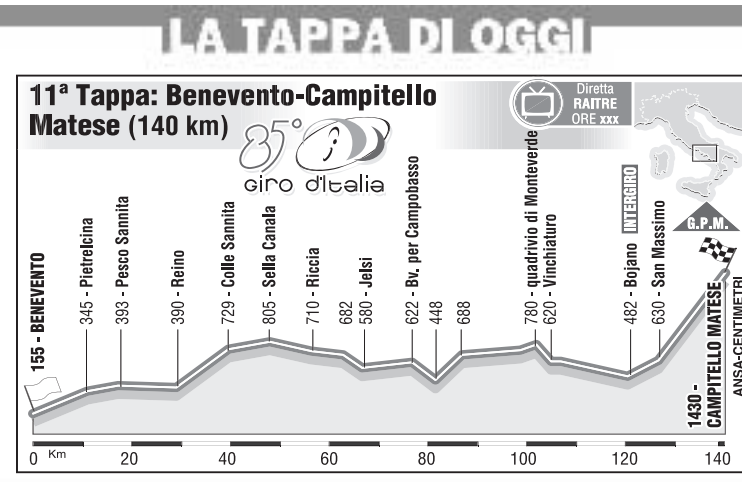 LA TAPPA DI OGGI
11ª Tappa: Benevento-Campitello
Matese (140 km)
Diretta
RAITRE
ORE xxx
85°
Giro d'Italia
155 - BENEVENTO
345 - Pietrelcina
393 - Pesco Sannita
390 - Reino
729 - Colle Sannita
805 - Sella Canala
710 - Riccia
682
580 - Jelsi
622 - Bv. per Campobasso
448
688
780 - quadrivio di Monteverde
620 - Vinchiaturo
482 - Bojano INTERGIRO
630 - San Massimo
G.P.M.
1430 -
CAMPITELLO MATESE
ANSA-CENTIMETRI
0 Km 20 40 60 80 100 120 140